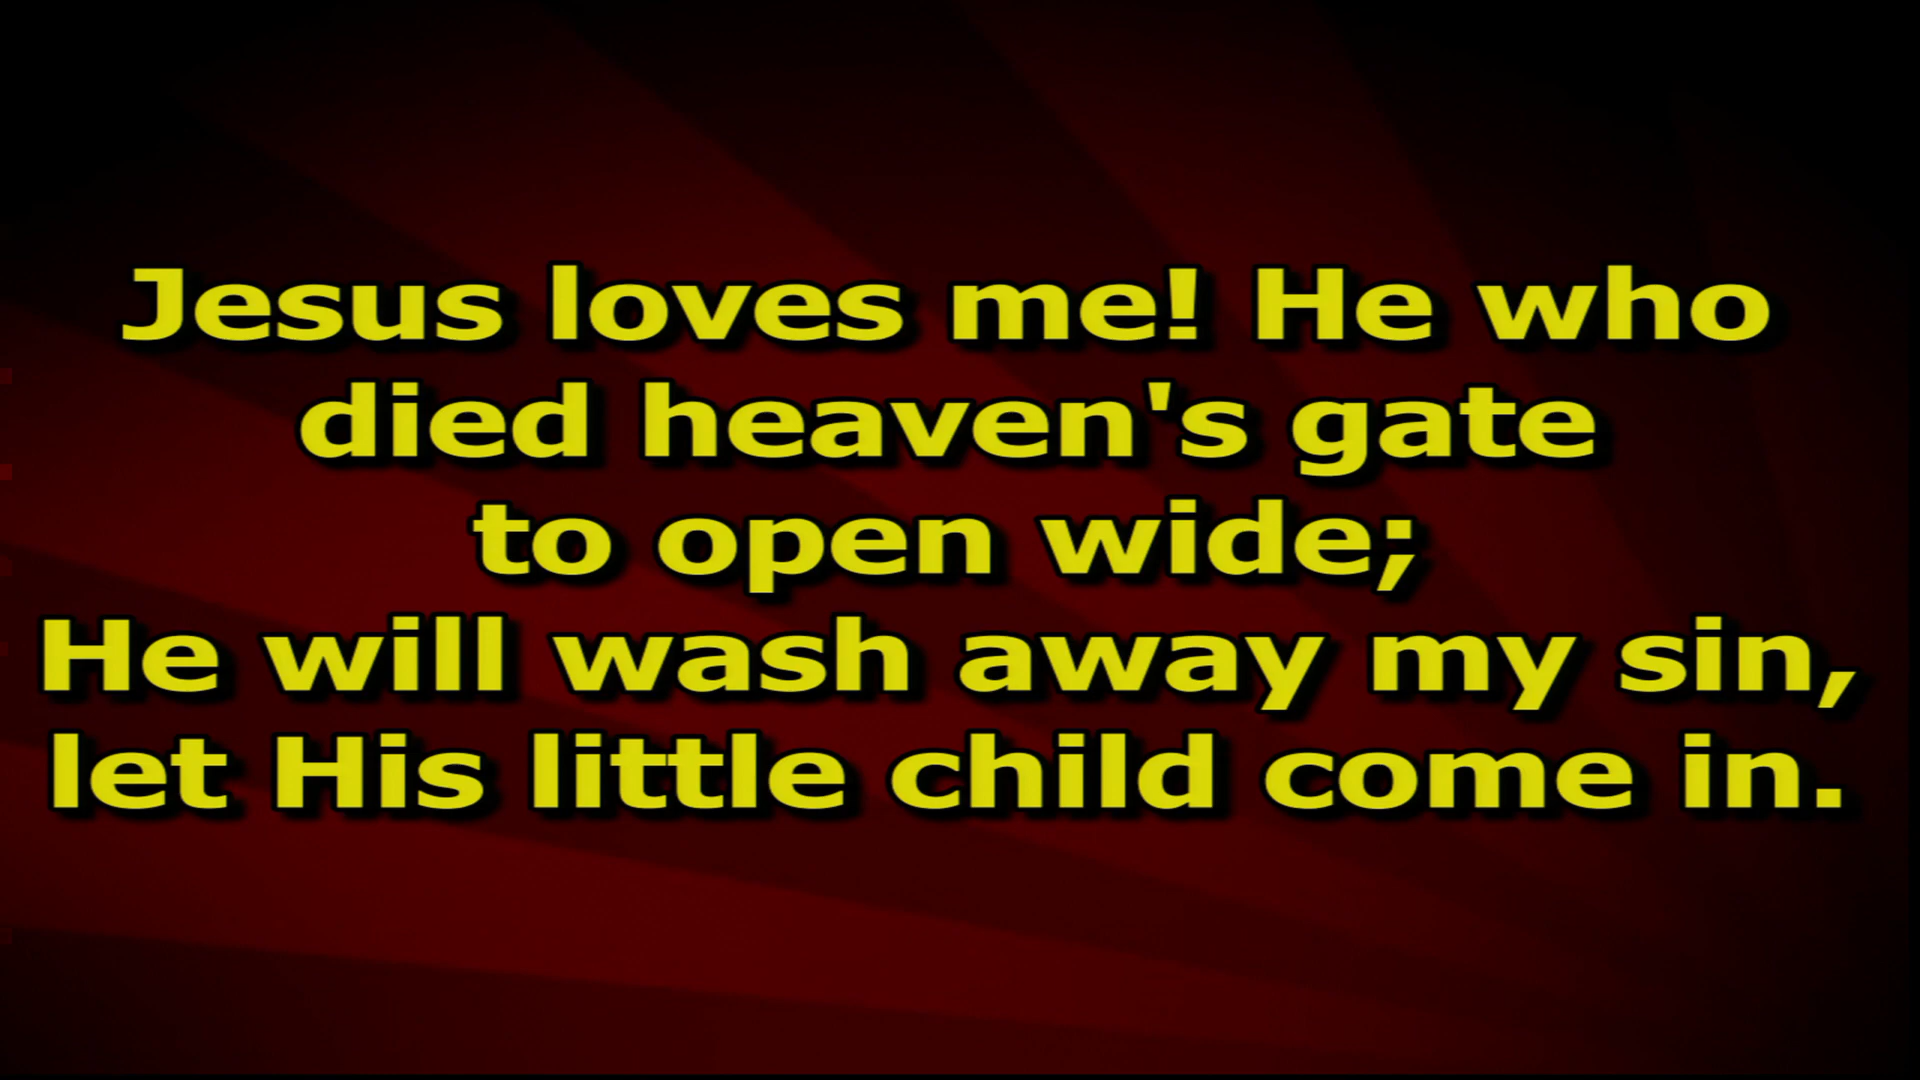 Jesus loves me! He who
died heaven's gate
to open wide;
He will wash away my sin,
let His little child come in.